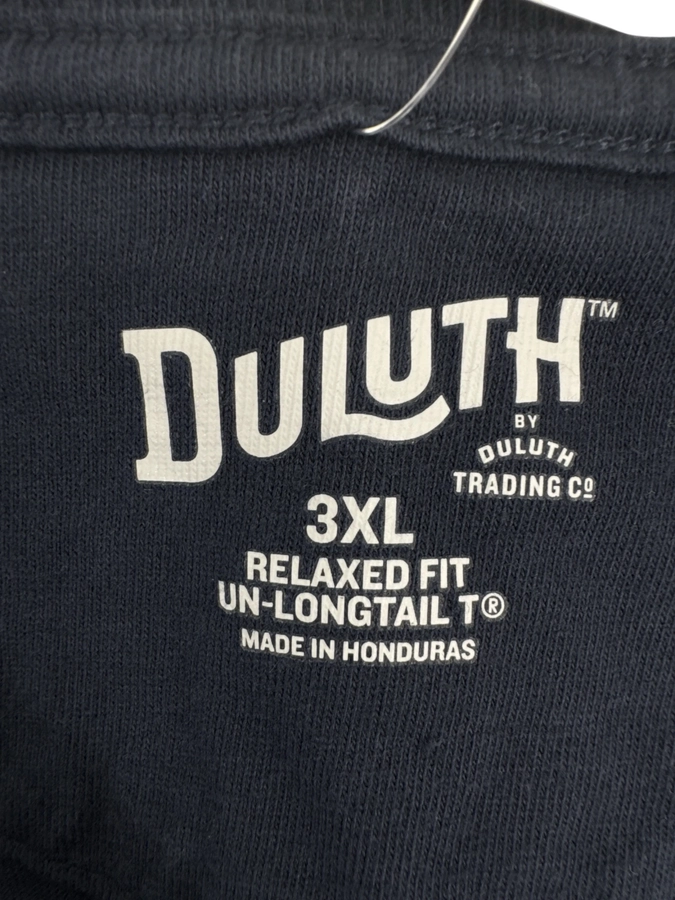 DULUTH™
BY
DULUTH
TRADING Cº
3XL
RELAXED FIT
UN-LONGTAIL T®
MADE IN HONDURAS